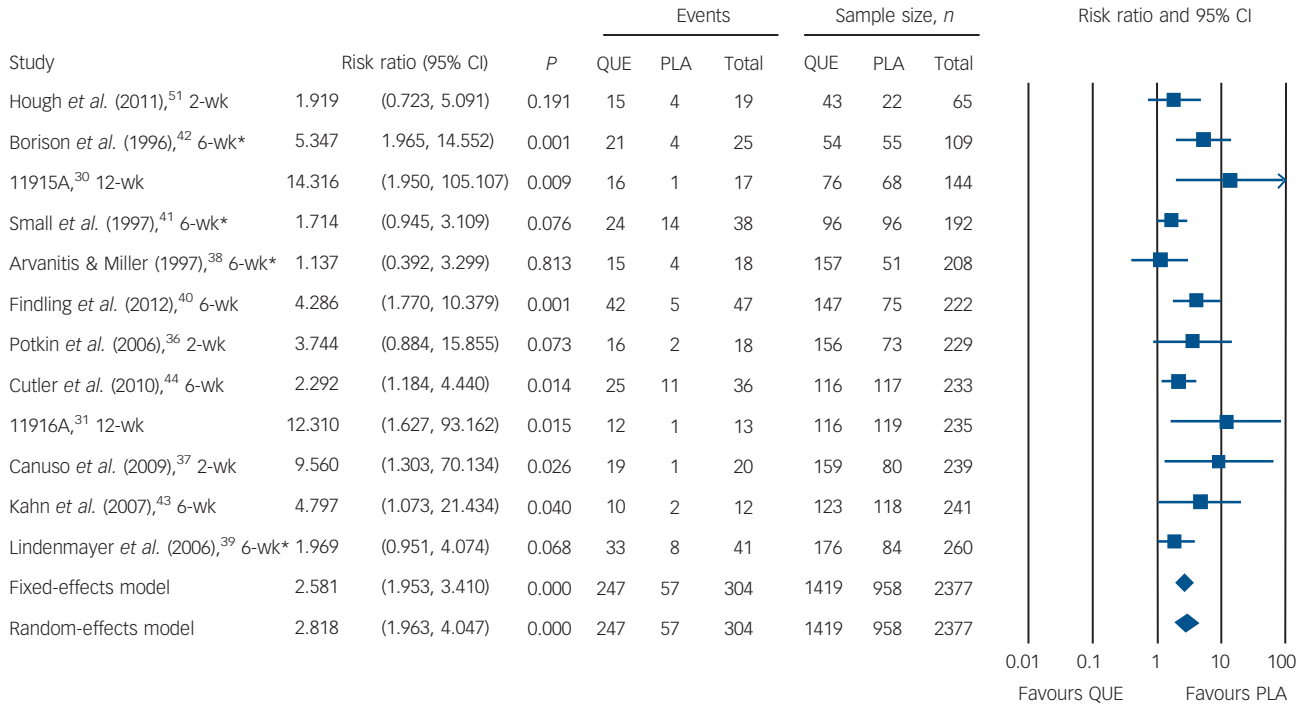 Events Sample size, n Risk ratio and 95% CI
Study Risk ratio (95% CI) P QUE PLA Total QUE PLA Total
Hough et al. (2011),51 2-wk 1.919 (0.723, 5.091) 0.191 15 4 19 43 22 65
Borison et al. (1996),42 6-wk* 5.347 1.965, 14.552) 0.001 21 4 25 54 55 109
11915A,30 12-wk 14.316 (1.950, 105.107) 0.009 16 1 17 76 68 144
Small et al. (1997),41 6-wk* 1.714 (0.945, 3.109) 0.076 24 14 38 96 96 192
Arvanitis & Miller (1997),38 6-wk* 1.137 (0.392, 3.299) 0.813 15 4 18 157 51 208
Findling et al. (2012),40 6-wk 4.286 (1.770, 10.379) 0.001 42 5 47 147 75 222
Potkin et al. (2006),36 2-wk 3.744 (0.884, 15.855) 0.073 16 2 18 156 73 229
Cutler et al. (2010),44 6-wk 2.292 (1.184, 4.440) 0.014 25 11 36 116 117 233
11916A,31 12-wk 12.310 (1.627, 93.162) 0.015 12 1 13 116 119 235
Canuso et al. (2009),37 2-wk 9.560 (1.303, 70.134) 0.026 19 1 20 159 80 239
Kahn et al. (2007),43 6-wk 4.797 (1.073, 21.434) 0.040 10 2 12 123 118 241
Lindenmayer et al. (2006),39 6-wk* 1.969 (0.951, 4.074) 0.068 33 8 41 176 84 260
Fixed-effects model 2.581 (1.953, 3.410) 0.000 247 57 304 1419 958 2377
Random-effects model 2.818 (1.963, 4.047) 0.000 247 57 304 1419 958 2377
0.01 0.1 1 10 100
Favours QUE Favours PLA